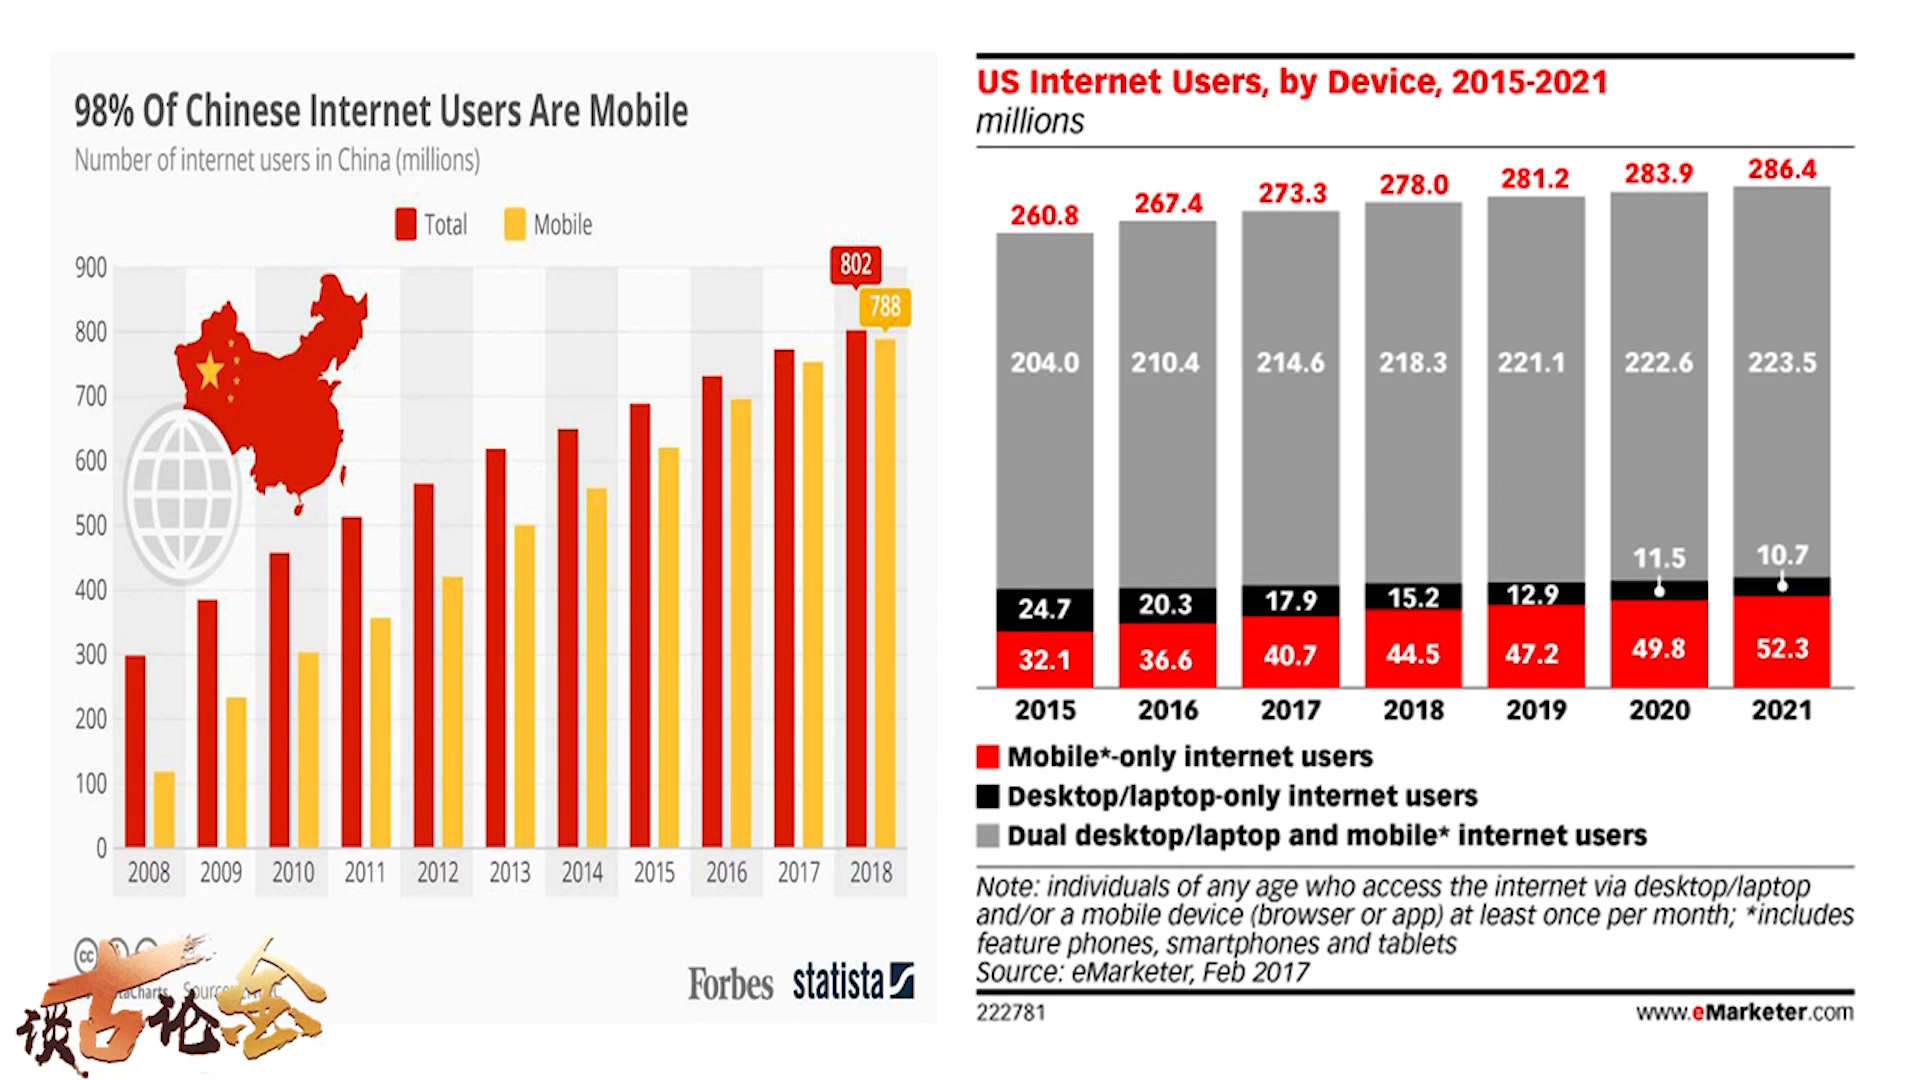 98% Of Chinese Internet Users Are Mobile
Number of internet users in China (millions)
Total
Mobile
900
800
700
600
500
400
300
200
100
0
802
788
2008 2009 2010 2011 2012 2013 2014 2015 2016 2017 2018
cc
Forbes statista
谈古论金
US Internet Users, by Device, 2015-2021
millions
260.8 267.4 273.3 278.0 281.2 283.9 286.4
204.0 210.4 214.6 218.3 221.1 222.6 223.5
24.7 20.3 17.9 15.2 12.9 11.5 10.7
32.1 36.6 40.7 44.5 47.2 49.8 52.3
2015 2016 2017 2018 2019 2020 2021
Mobile*-only internet users
Desktop/laptop-only internet users
Dual desktop/laptop and mobile* internet users
Note: individuals of any age who access the internet via desktop/laptop
and/or a mobile device (browser or app) at least once per month; *includes
feature phones, smartphones and tablets
Source: eMarketer, Feb 2017
222781
www.eMarketer.com